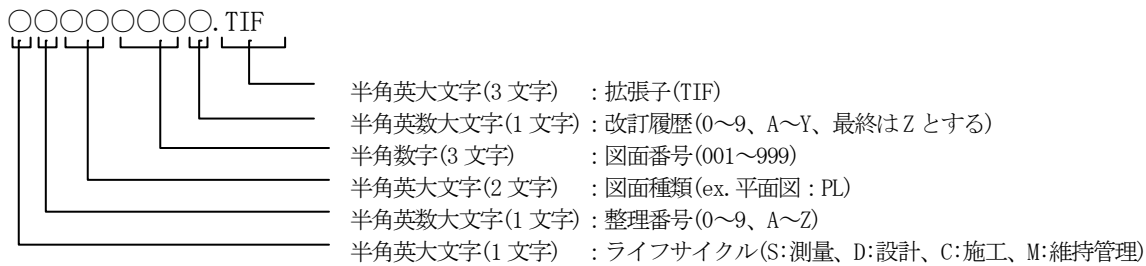 ○○○○○○○○.TIF
半角英大文字(3 文字) :拡張子(TIF)
半角英数大文字(1 文字):改訂履歴(0～9、A～Y、最終は Z とする)
半角数字(3 文字) :図面番号(001～999)
半角英大文字(2 文字) :図面種類(ex.平面図:PL)
半角英数大文字(1 文字):整理番号(0～9、A～Z)
半角英大文字(1 文字) :ライフサイクル(S:測量、D:設計、C:施工、M:維持管理)